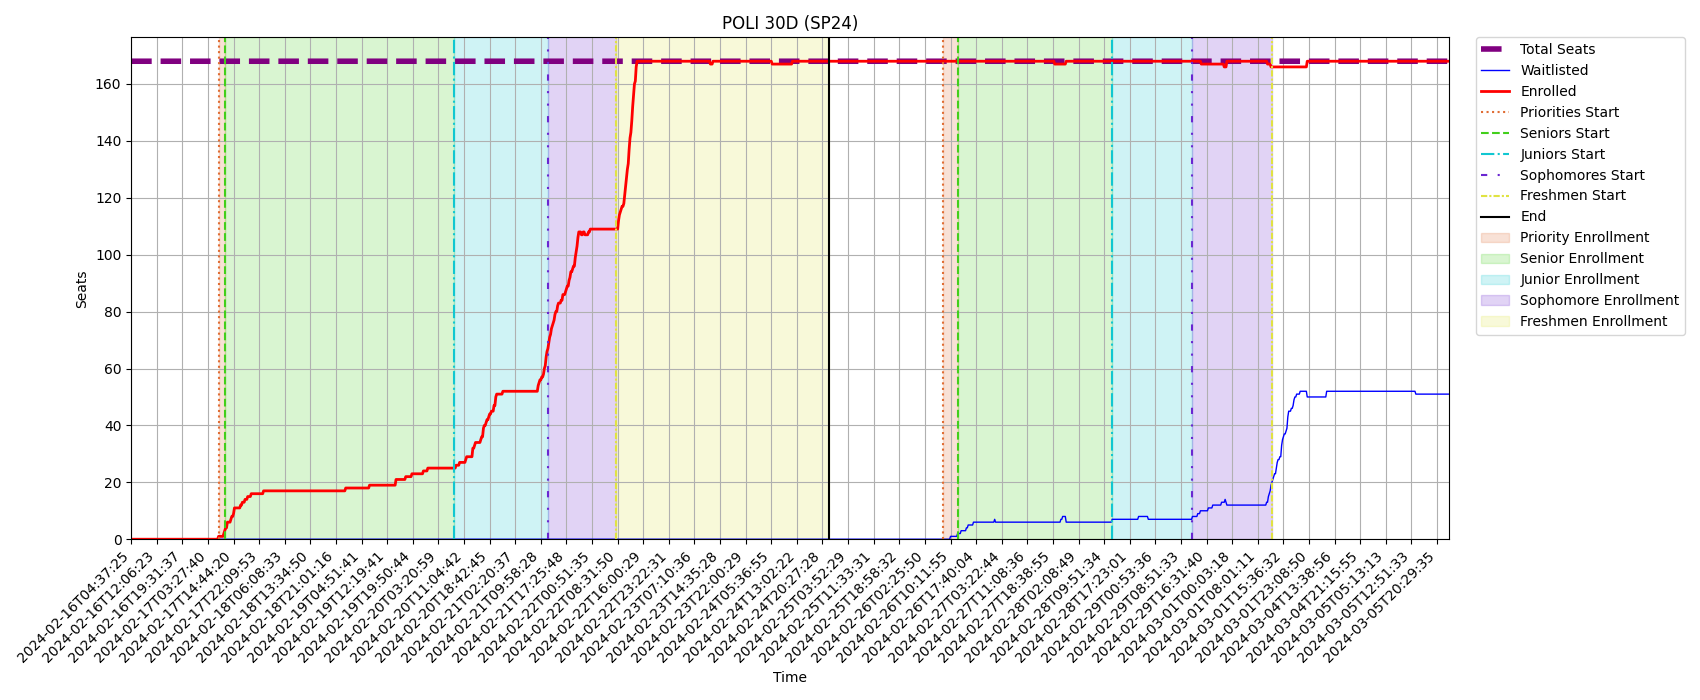 POLI 30D (SP24)
Seats
160
140
120
100
80
60
40
20
0
2024-02-16T04:37:25
2024-02-16T12:06:23
2024-02-16T19:31:37
2024-02-17T03:27:40
2024-02-17T14:44:20
2024-02-17T22:09:53
2024-02-18T06:08:33
2024-02-18T13:34:50
2024-02-18T21:01:16
2024-02-19T04:51:41
2024-02-19T12:19:41
2024-02-19T19:50:44
2024-02-20T03:20:59
2024-02-20T11:04:42
2024-02-20T18:42:45
2024-02-21T02:20:37
2024-02-21T09:58:28
2024-02-21T17:25:48
2024-02-22T00:51:35
2024-02-22T08:31:50
2024-02-22T16:00:29
2024-02-22T23:22:31
2024-02-23T07:10:36
2024-02-23T14:35:28
2024-02-23T22:00:29
2024-02-24T05:36:55
2024-02-24T13:02:22
2024-02-24T20:27:28
2024-02-25T03:52:29
2024-02-25T11:33:31
2024-02-25T18:58:32
2024-02-26T02:25:50
2024-02-26T10:11:55
2024-02-26T17:40:04
2024-02-27T03:22:44
2024-02-27T11:08:36
2024-02-27T18:38:55
2024-02-28T02:08:49
2024-02-28T09:51:34
2024-02-28T17:23:01
2024-02-29T00:53:36
2024-02-29T08:51:33
2024-02-29T16:31:40
2024-03-01T00:03:18
2024-03-01T08:01:11
2024-03-01T15:36:32
2024-03-01T23:08:50
2024-03-04T13:38:56
2024-03-04T21:15:55
2024-03-05T05:13:13
2024-03-05T12:51:33
2024-03-05T20:29:35
Time
Total Seats
Waitlisted
Enrolled
Priorities Start
Seniors Start
Juniors Start
Sophomores Start
Freshmen Start
End
Priority Enrollment
Senior Enrollment
Junior Enrollment
Sophomore Enrollment
Freshmen Enrollment